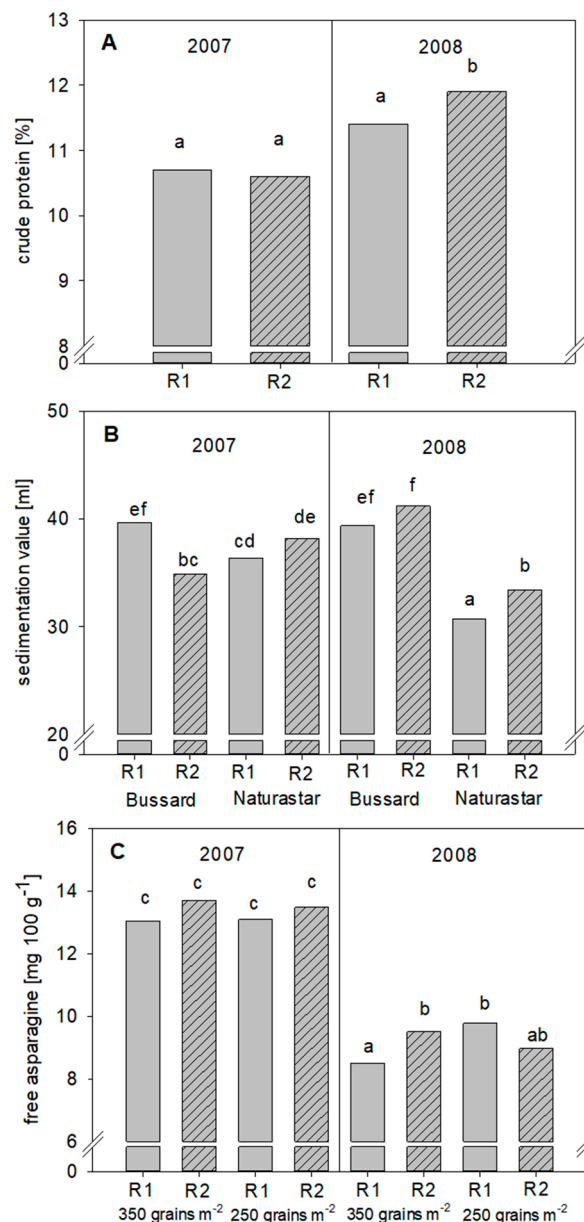 A 2007 2008
crude protein [%]
13
12
11
10
9
8
0
a a a b
R1 R2 R1 R2
B 2007 2008
sedimentation value [ml]
50
40
30
20
0
ef bc cd de ef f a b
R1 R2 R1 R2 R1 R2 R1 R2
Bussard Naturastar Bussard Naturastar
C 2007 2008
free asparagine [mg 100 g⁻¹]
16
14
12
10
8
6
0
c c c c a b b ab
R1 R2 R1 R2 R1 R2 R1 R2
350 grains m⁻² 250 grains m⁻² 350 grains m⁻² 250 grains m⁻²